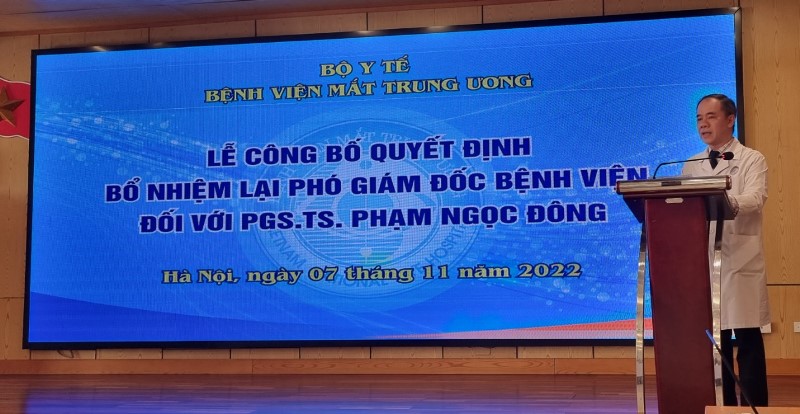 BỘ Y TẾ
BỆNH VIỆN MẮT TRUNG ƯƠNG
LỄ CÔNG BỐ QUYẾT ĐỊNH
BỔ NHIỆM LẠI PHÓ GIÁM ĐỐC BỆNH VIỆN
ĐỐI VỚI PGS.TS. PHẠM NGỌC ĐÔNG
Hà Nội, ngày 07 tháng 11 năm 2022